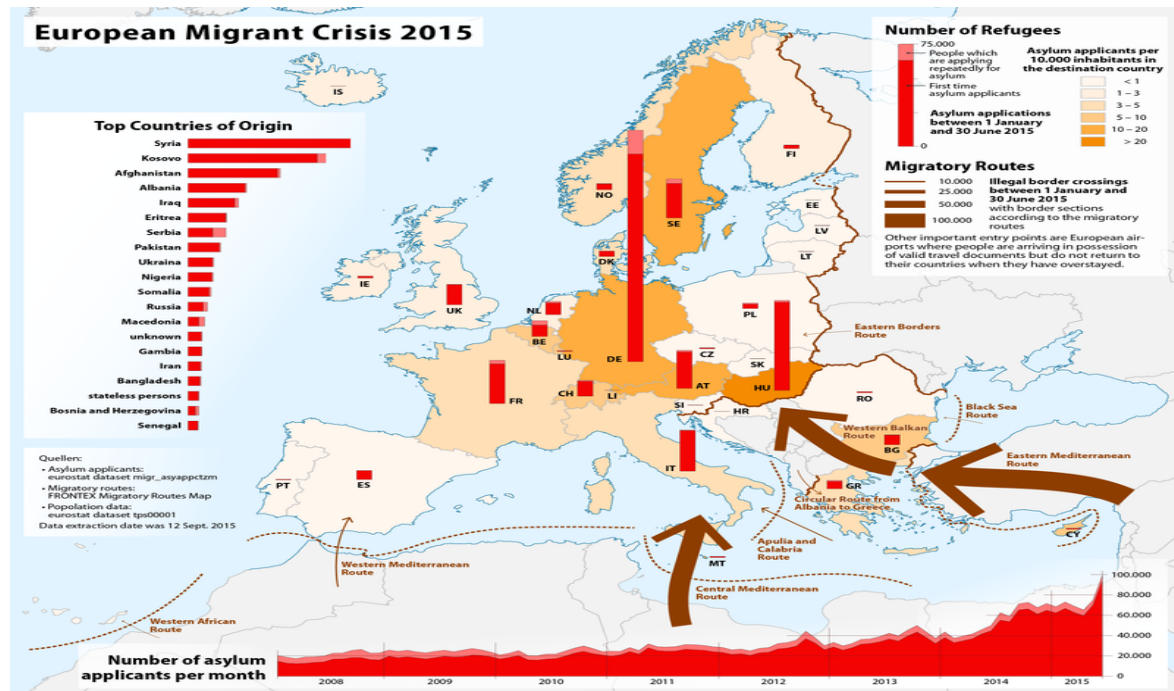 European Migrant Crisis 2015
Top Countries of Origin
Syria
Kosovo
Afghanistan
Albania
Iraq
Eritrea
Serbia
Pakistan
Ukraina
Nigeria
Somalia
Russia
Macedonia
unknown
Gambia
Iran
Bangladesh
stateless persons
Bosnia and Herzegovina
Senegal
Quellen:
• Asylum applicants:
eurostat dataset migr_asyappctzm
• Migratory routes:
FRONTEX Migratory Routes Map
• Popolation data:
eurostat dataset tps00001
Data extraction date was 12 Sept. 2015
Number of Refugees
75.000
People which
are applying
repeatedly for
asylum
First time
asylum applicants
Asylum applications
between 1 January
and 30 June 2015
0
Asylum applicants per
10.000 inhabitants in
the destination country
< 1
1 – 3
3 – 5
5 – 10
10 – 20
> 20
Migratory Routes
10.000
25.000
50.000
100.000
Illegal border crossings
between 1 January and
30 June 2015
with border sections
according to the migratory
routes
Other important entry points are European air-
ports where people are arriving in possession
of valid travel documents but do not return to
their countries when they have overstayed.
IS
NO
SE
FI
EE
LV
LT
DK
IE
UK
NL
BE
LU
DE
PL
CZ
SK
AT
HU
CH
LI
FR
SI
HR
RO
BG
IT
GR
PT
ES
MT
CY
Eastern Borders
Route
Black Sea
Route
Western Balkan
Route
Eastern Mediterranean
Route
Circular Route from
Albania to Greece
Apulia and
Calabria Route
Central Mediterranean
Route
Western Mediterranean
Route
Western African
Route
Number of asylum
applicants per month
100.000
80.000
60.000
40.000
20.000
0
2008
2009
2010
2011
2012
2013
2014
2015